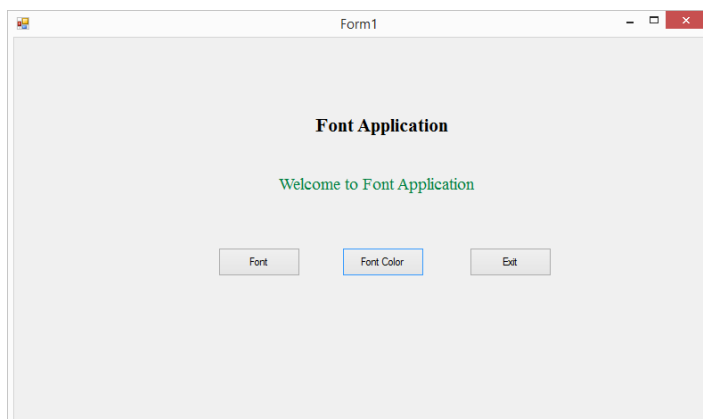 Form1
Font Application
Welcome to Font Application
Font Font Color Exit